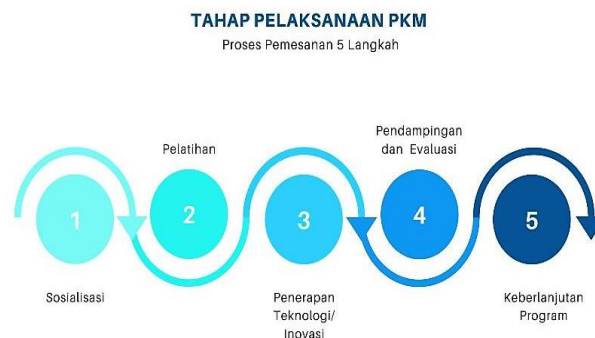 TAHAP PELAKSANAAN PKM
Proses Pemesanan 5 Langkah
1
Sosialisasi
2
Pelatihan
3
Penerapan
Teknologi/
Inovasi
4
Pendampingan
dan Evaluasi
5
Keberlanjutan
Program